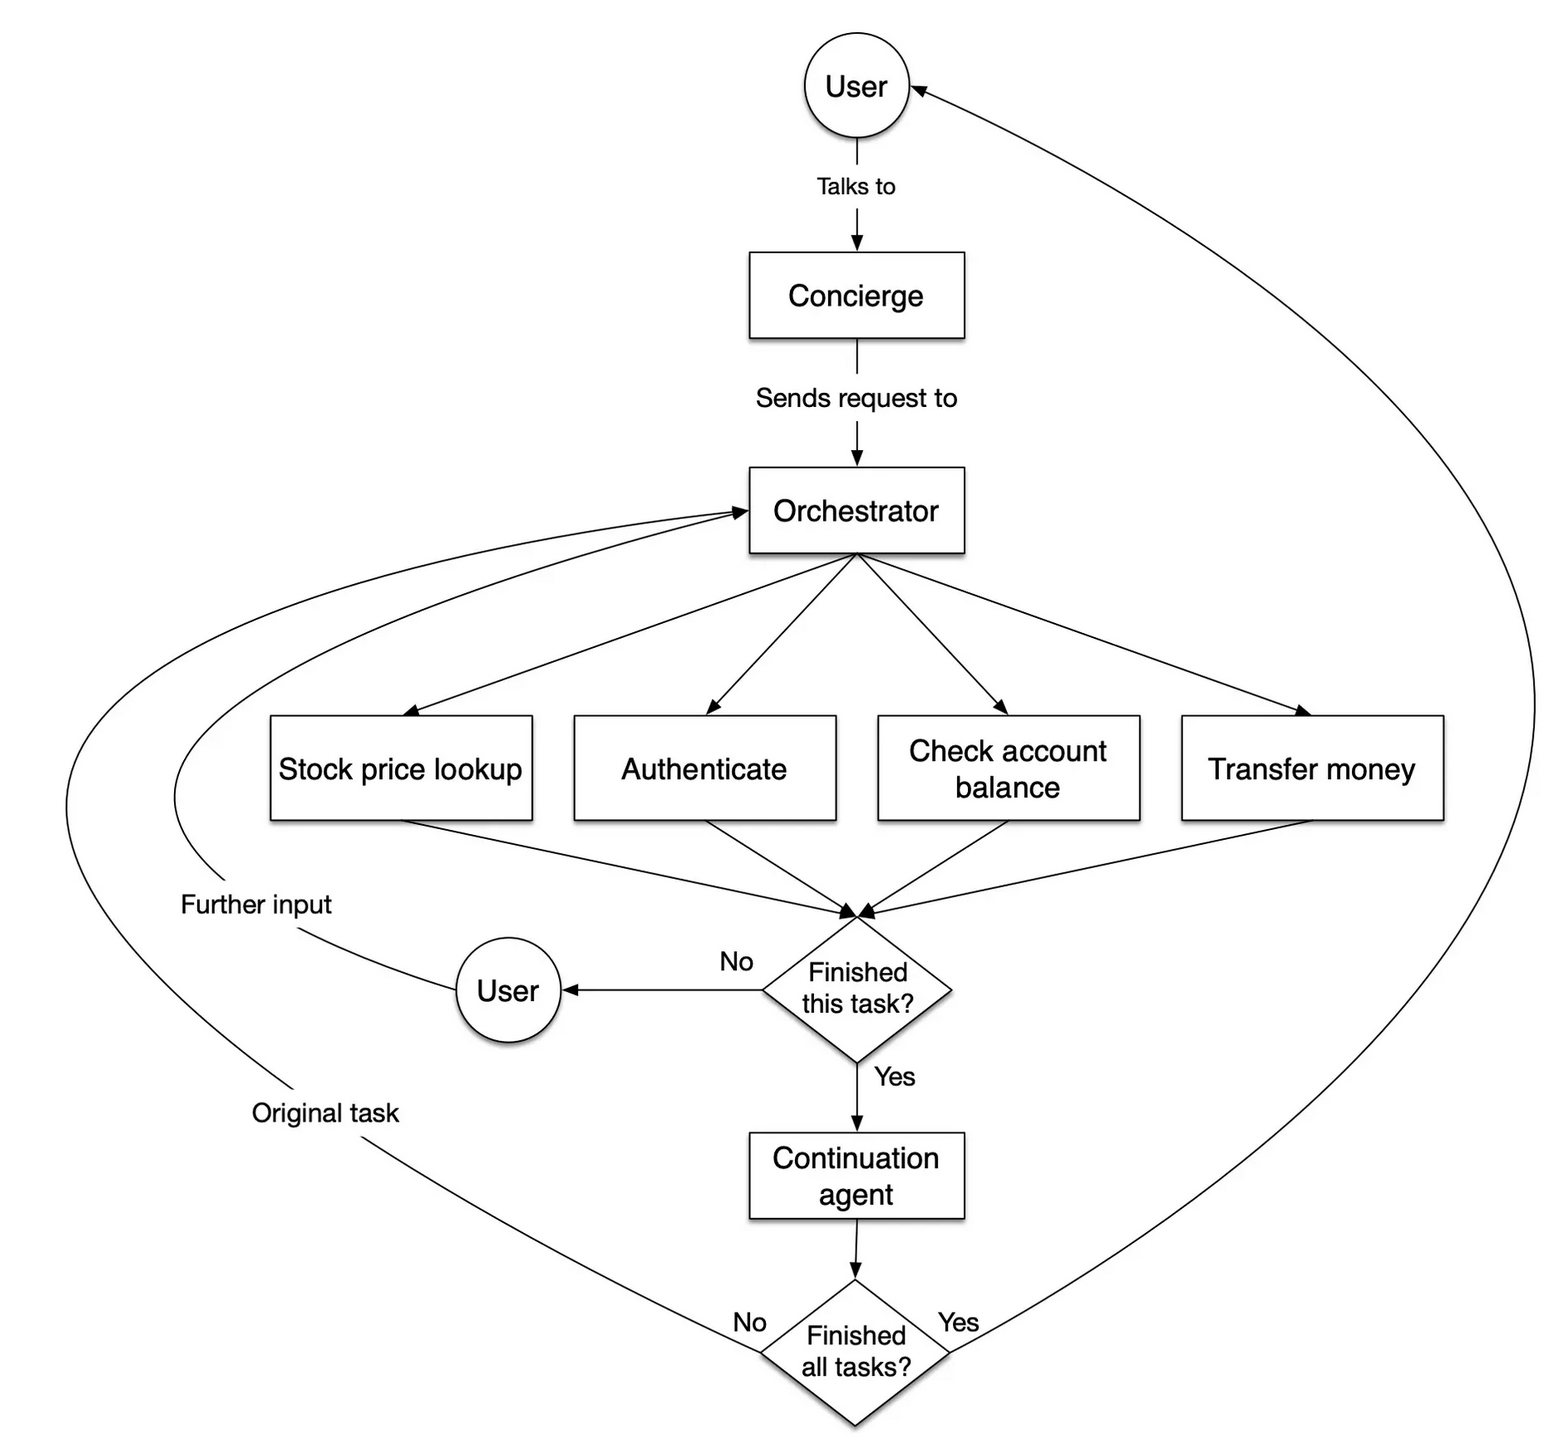 User
Talks to
Concierge
Sends request to
Orchestrator
Stock price lookup
Authenticate
Check account
balance
Transfer money
Further input
No
Finished
this task?
User
Yes
Original task
Continuation
agent
No
Yes
Finished
all tasks?